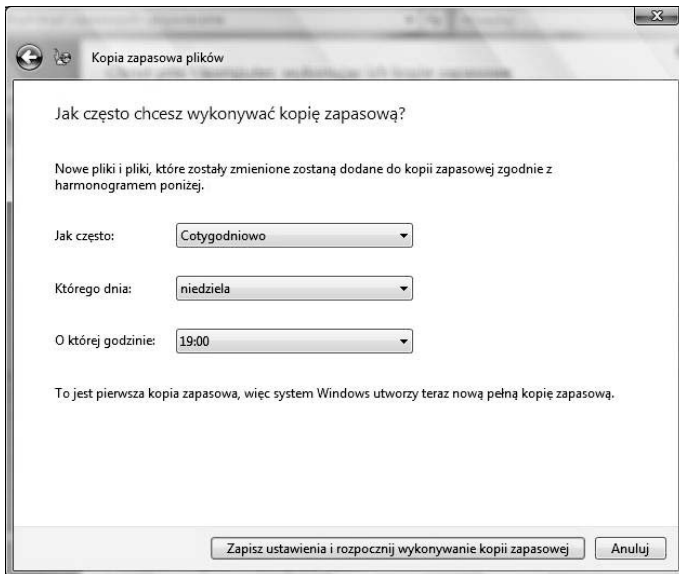 Kopia zapasowa plików
Jak często chcesz wykonywać kopię zapasową?
Nowe pliki i pliki, które zostały zmienione zostaną dodane do kopii zapasowej zgodnie z
harmonogramem poniżej.
Jak często: Cotygodniowo
Którego dnia: niedziela
O której godzinie: 19:00
To jest pierwsza kopia zapasowa, więc system Windows utworzy teraz nową pełną kopię zapasową.
Zapisz ustawienia i rozpocznij wykonywanie kopii zapasowej Anuluj